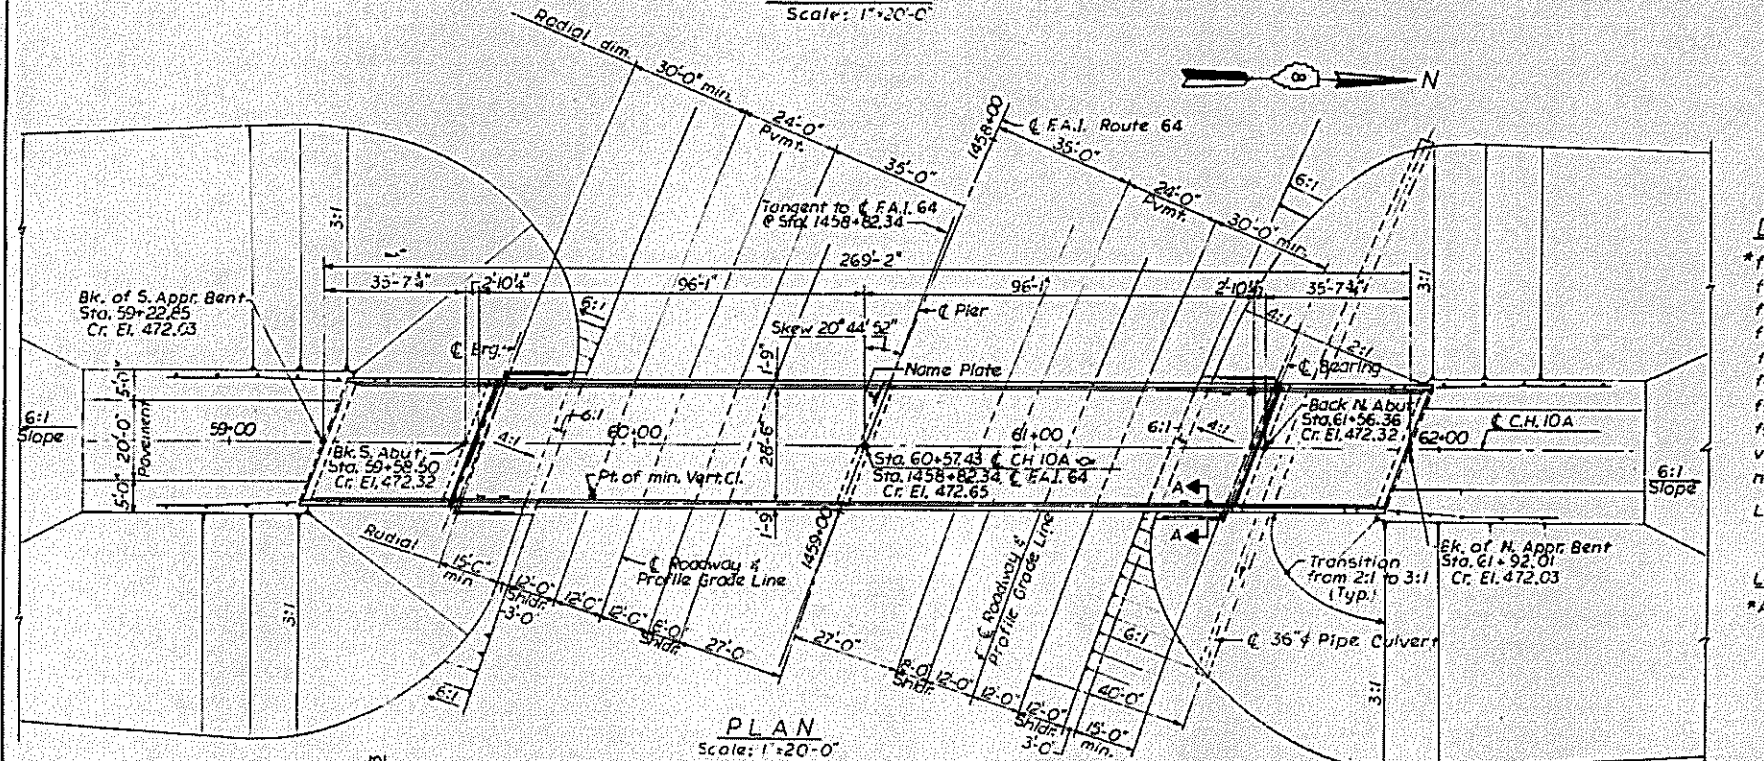 Scale: 1"=20'-0"
Radial dim.
30'-0" min.
24'-0"
Pvmt.
35'-0"
1458+00
℄ F.A.I. Route 64
35'-0"
24'-0"
Pvmt.
30'-0" min.
6:1
N
3:1
Tangent to ℄ F.A.I. 64
@ Sta. 1458+82.34
269'-2"
35'-7¾"
2'-10¼"
96'-1"
96'-1"
2'-10¼"
35'-7¾"
3:1
Bk. of S. Appr. Bent
Sta. 59+22.85
Cr. El. 472.03
6:1
℄ Brg.
Skew 20°44'52"
℄ Pier
4:1
2:1
℄ Bearing
Name Plate
1'-9"
5'-0"
20'-0"
Pavement
5'-0"
6:1
Slope
59+00
Bk. S. Abut.
Sta. 59+58.50
Cr. El. 472.32
4:1
6:1
60+00
28'-6"
Sta. 60+57.43 ℄ CH 10A
Sta. 1458+82.34 ℄ F.A.I. 64
Cr. El. 472.65
61+00
6:1
4:1
Back N. Abut.
Sta. 61+56.36
Cr. El. 472.32
62+00
℄ C.H. 10A
6:1
Slope
Pt. of min. Vert. Cl.
1'-9"
A
A
1459+00
Radial
15'-0"
min.
12'-0"
Shldr.
3'-0"
12'-0"
12'-0"
6'-0"
Shldr.
27'-0"
℄ Roadway &
Profile Grade Line
27'-0"
8'-0"
Shldr.
12'-0"
12'-0"
12'-0"
Shldr.
3'-0"
15'-0"
min.
40'-0"
℄ Roadway &
Profile Grade Line
6:1
Transition
from 2:1 to 3:1
(Typ.)
Bk. of N. Appr. Bent
Sta. 61+92.01
Cr. El. 472.03
℄ 36"ϕ Pipe Culvert
3:1
3:1
6:1
PLAN
Scale: 1"=20'-0"